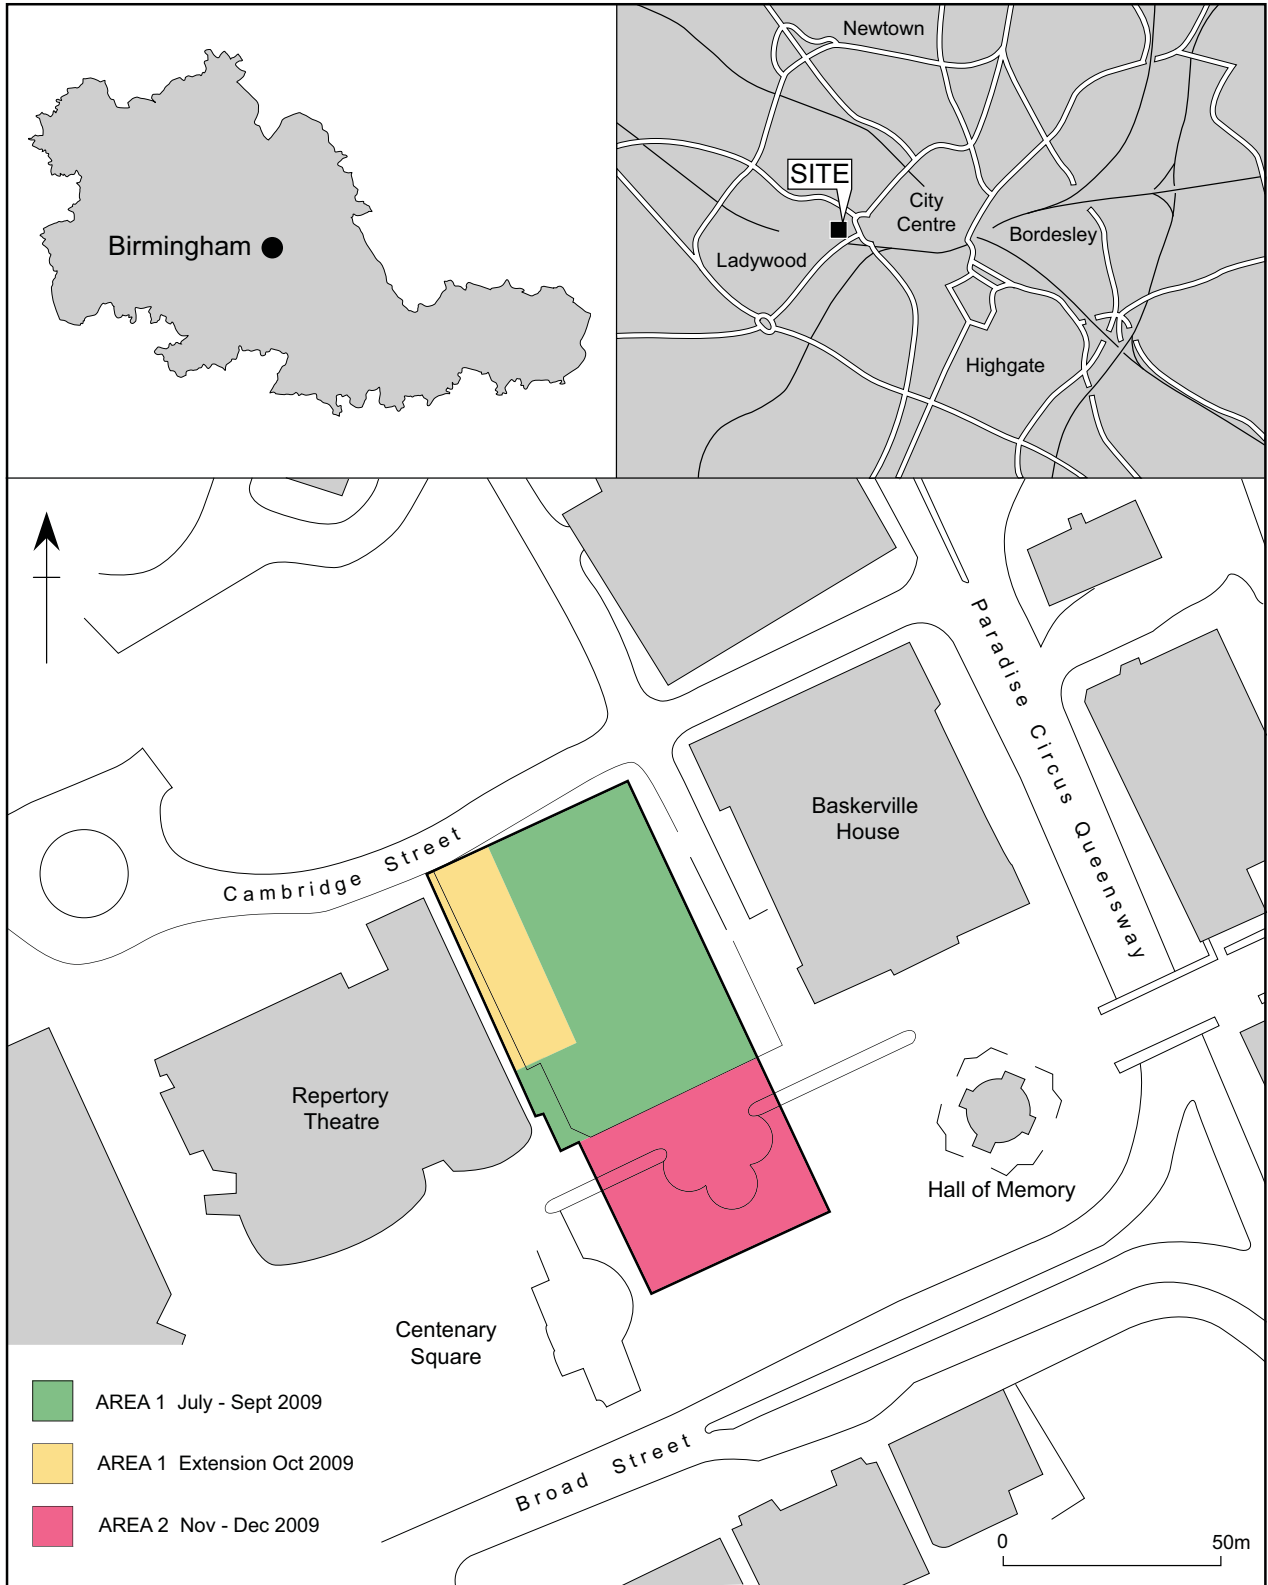 Birmingham
Newtown
SITE
City
Centre
Bordesley
Ladywood
Highgate
Paradise Circus Queensway
Baskerville
House
Cambridge Street
Repertory
Theatre
Hall of Memory
Centenary
Square
Broad Street
AREA 1 July - Sept 2009
AREA 1 Extension Oct 2009
AREA 2 Nov - Dec 2009
0 50m